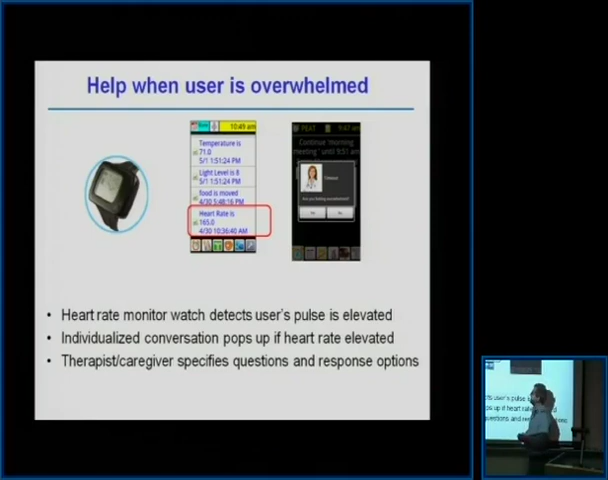 Help when user is overwhelmed
10:49 am
Temperature is
71.0
5/1 1:51:24 PM
Light Level is 8
5/1 1:51:24 PM
food is moved
4/30 5:48:16 PM
Heart Rate is
165.0
4/30 10:36:40 AM
PEAT 9:47 am
Continue 'morning
meeting' until 9:51 am
• Heart rate monitor watch detects user's pulse is elevated
• Individualized conversation pops up if heart rate elevated
• Therapist/caregiver specifies questions and response options